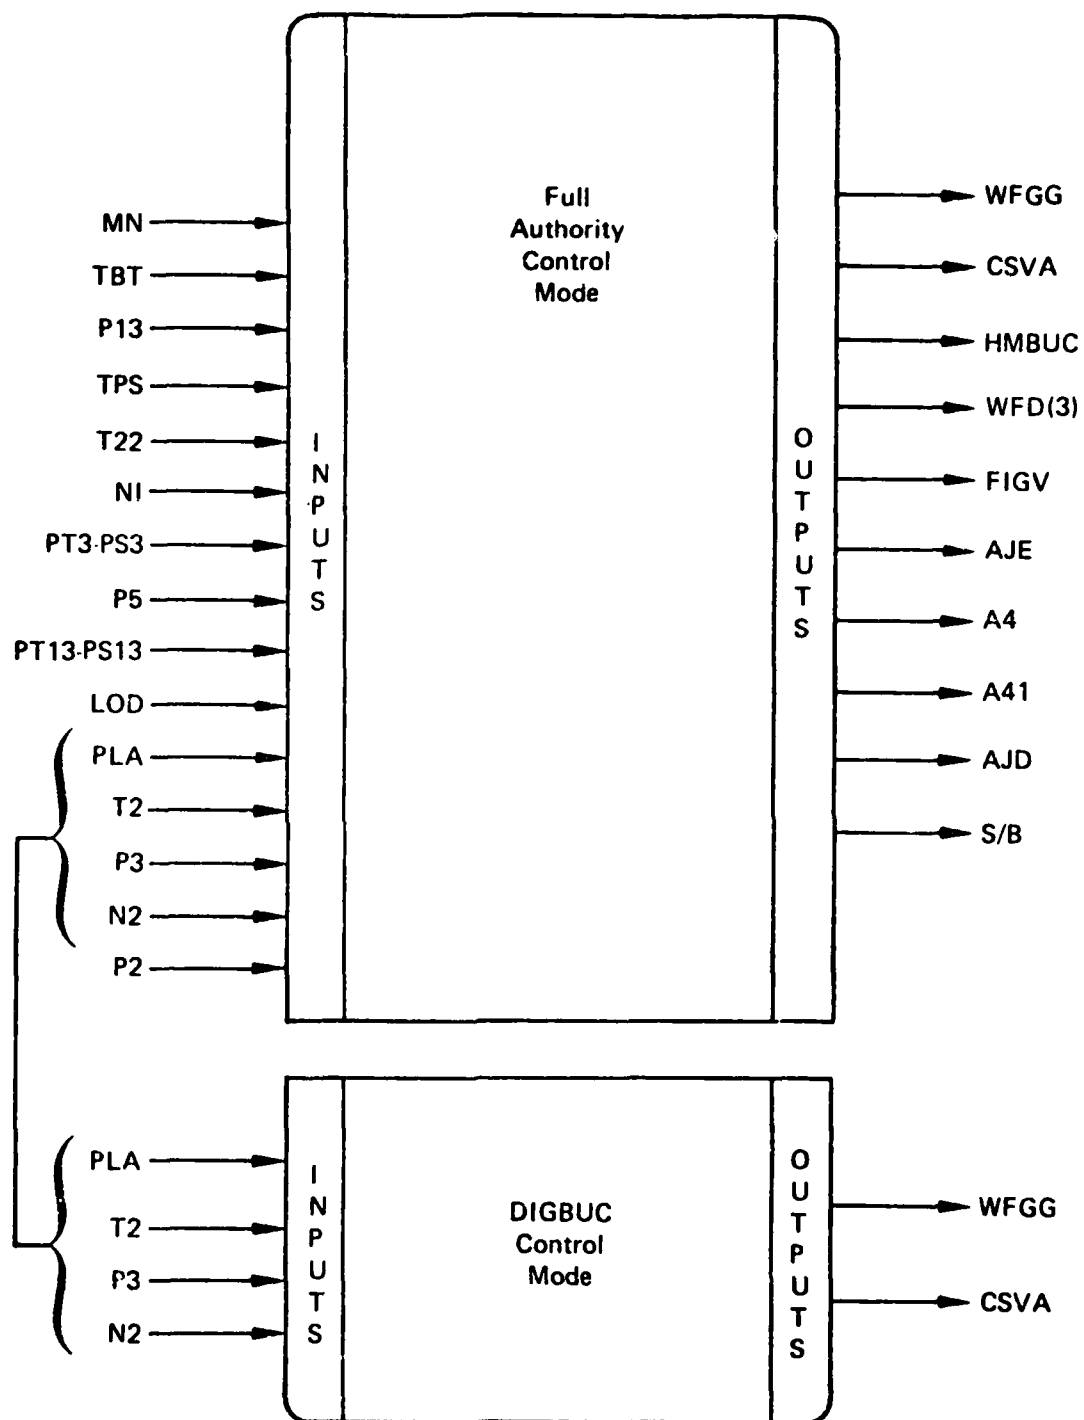 Full
Authority
Control
Mode
MN
TBT
P13
TPS
T22
NI
PT3-PS3
P5
PT13-PS13
LOD
PLA
T2
P3
N2
P2
INPUTS
OUTPUTS
WFGG
CSVA
HMBUC
WFD(3)
FIGV
AJE
A4
A41
AJD
S/B
PLA
T2
P3
N2
INPUTS
DIGBUC
Control
Mode
OUTPUTS
WFGG
CSVA